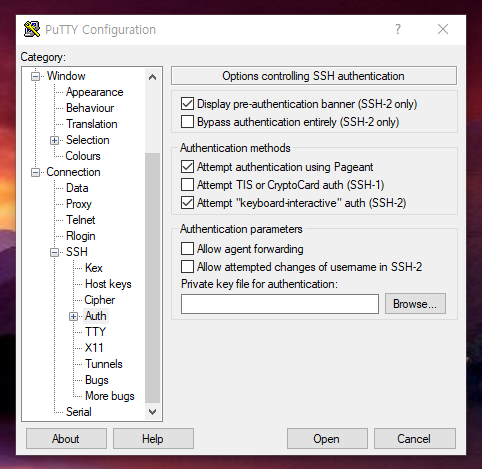 PuTTY Configuration
Category:
Window
Appearance
Behaviour
Translation
Selection
Colours
Connection
Data
Proxy
Telnet
Rlogin
SSH
Kex
Host keys
Cipher
Auth
TTY
X11
Tunnels
Bugs
More bugs
Serial
Options controlling SSH authentication
Display pre-authentication banner (SSH-2 only)
Bypass authentication entirely (SSH-2 only)
Authentication methods
Attempt authentication using Pageant
Attempt TIS or CryptoCard auth (SSH-1)
Attempt "keyboard-interactive" auth (SSH-2)
Authentication parameters
Allow agent forwarding
Allow attempted changes of username in SSH-2
Private key file for authentication:
Browse...
About
Help
Open
Cancel